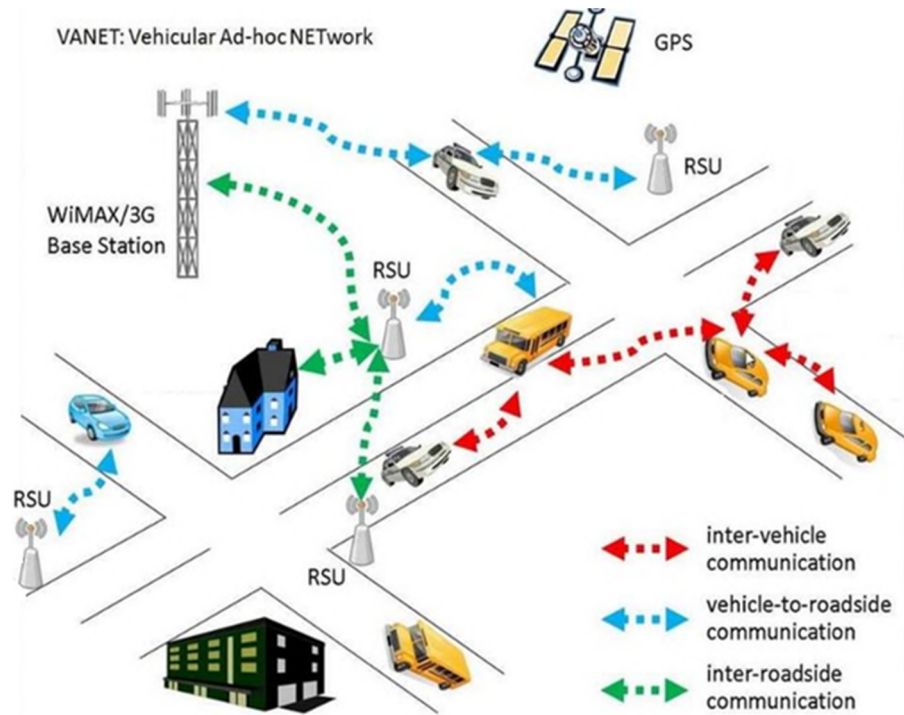 VANET: Vehicular Ad-hoc NETwork
GPS
RSU
WiMAX/3G
Base Station
RSU
RSU
RSU
inter-vehicle
communication
vehicle-to-roadside
communication
inter-roadside
communication